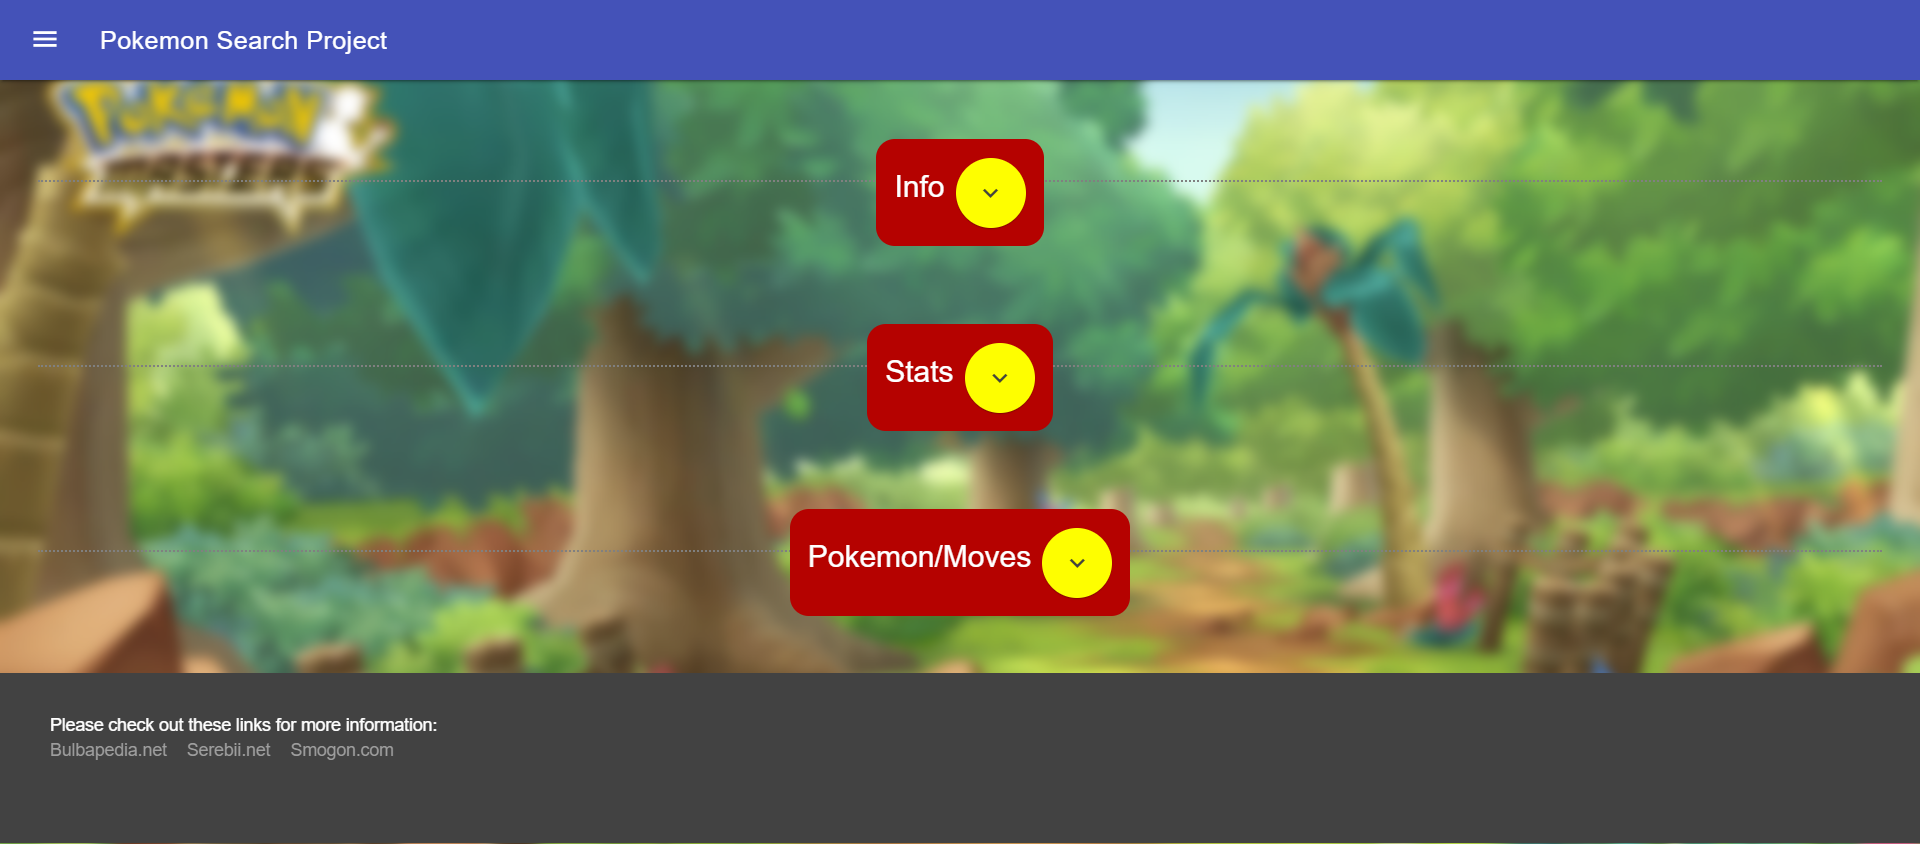 Pokemon Search Project
POKéMON
Info
Stats
Pokemon/Moves
Please check out these links for more information:
Bulbapedia.net Serebii.net Smogon.com